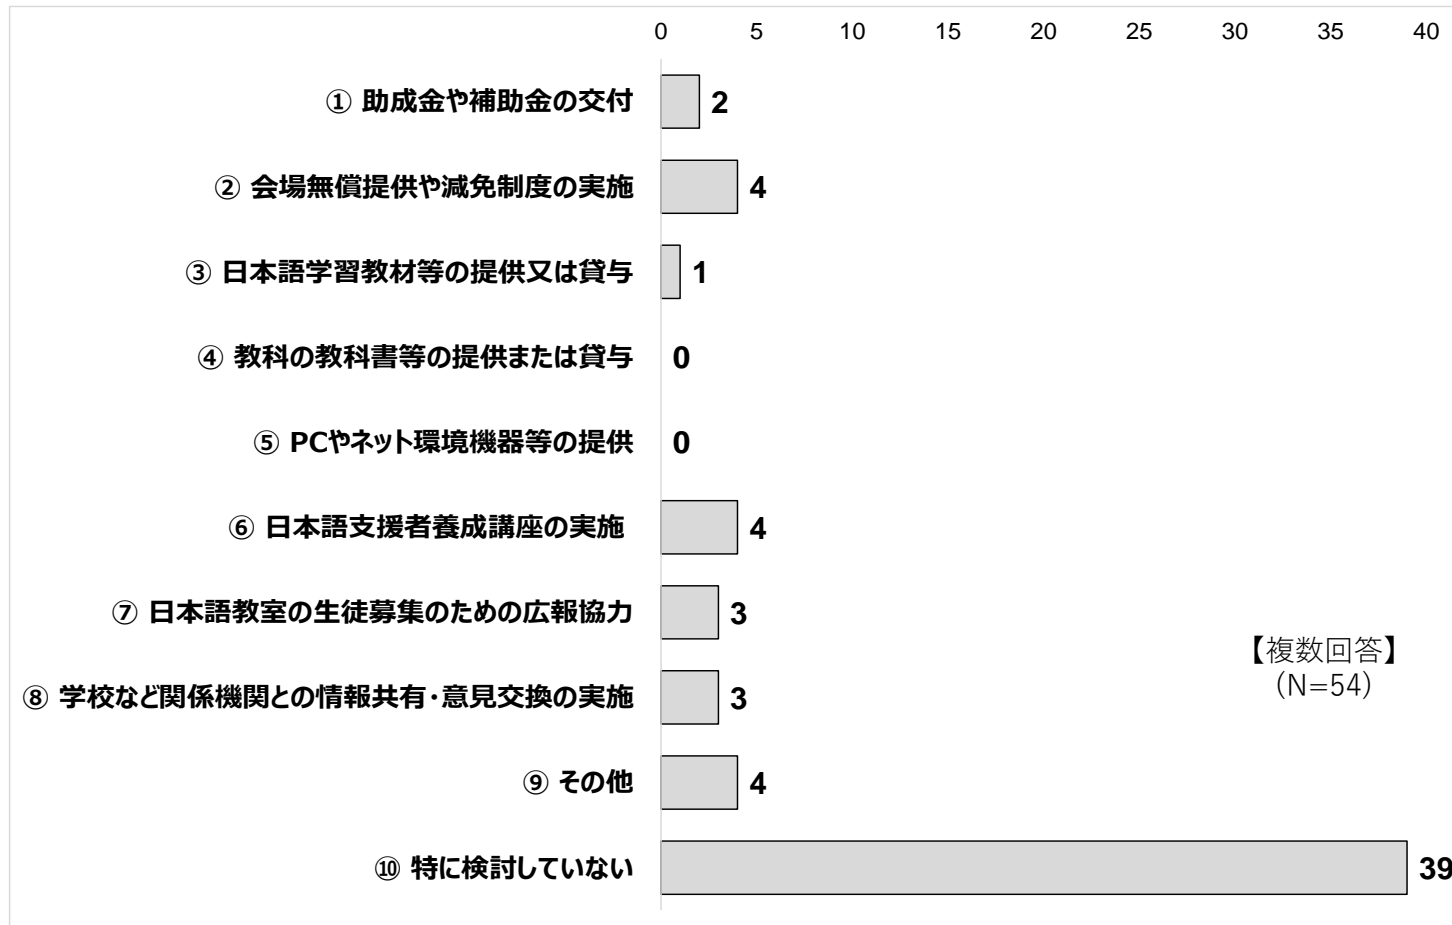 0 5 10 15 20 25 30 35 40
① 助成金や補助金の交付 2
② 会場無償提供や減免制度の実施 4
③ 日本語学習教材等の提供又は貸与 1
④ 教科の教科書等の提供または貸与 0
⑤ PCやネット環境機器等の提供 0
⑥ 日本語支援者養成講座の実施 4
⑦ 日本語教室の生徒募集のための広報協力 3
⑧ 学校など関係機関との情報共有・意見交換の実施 3
⑨ その他 4
⑩ 特に検討していない 39
【複数回答】
(N=54)